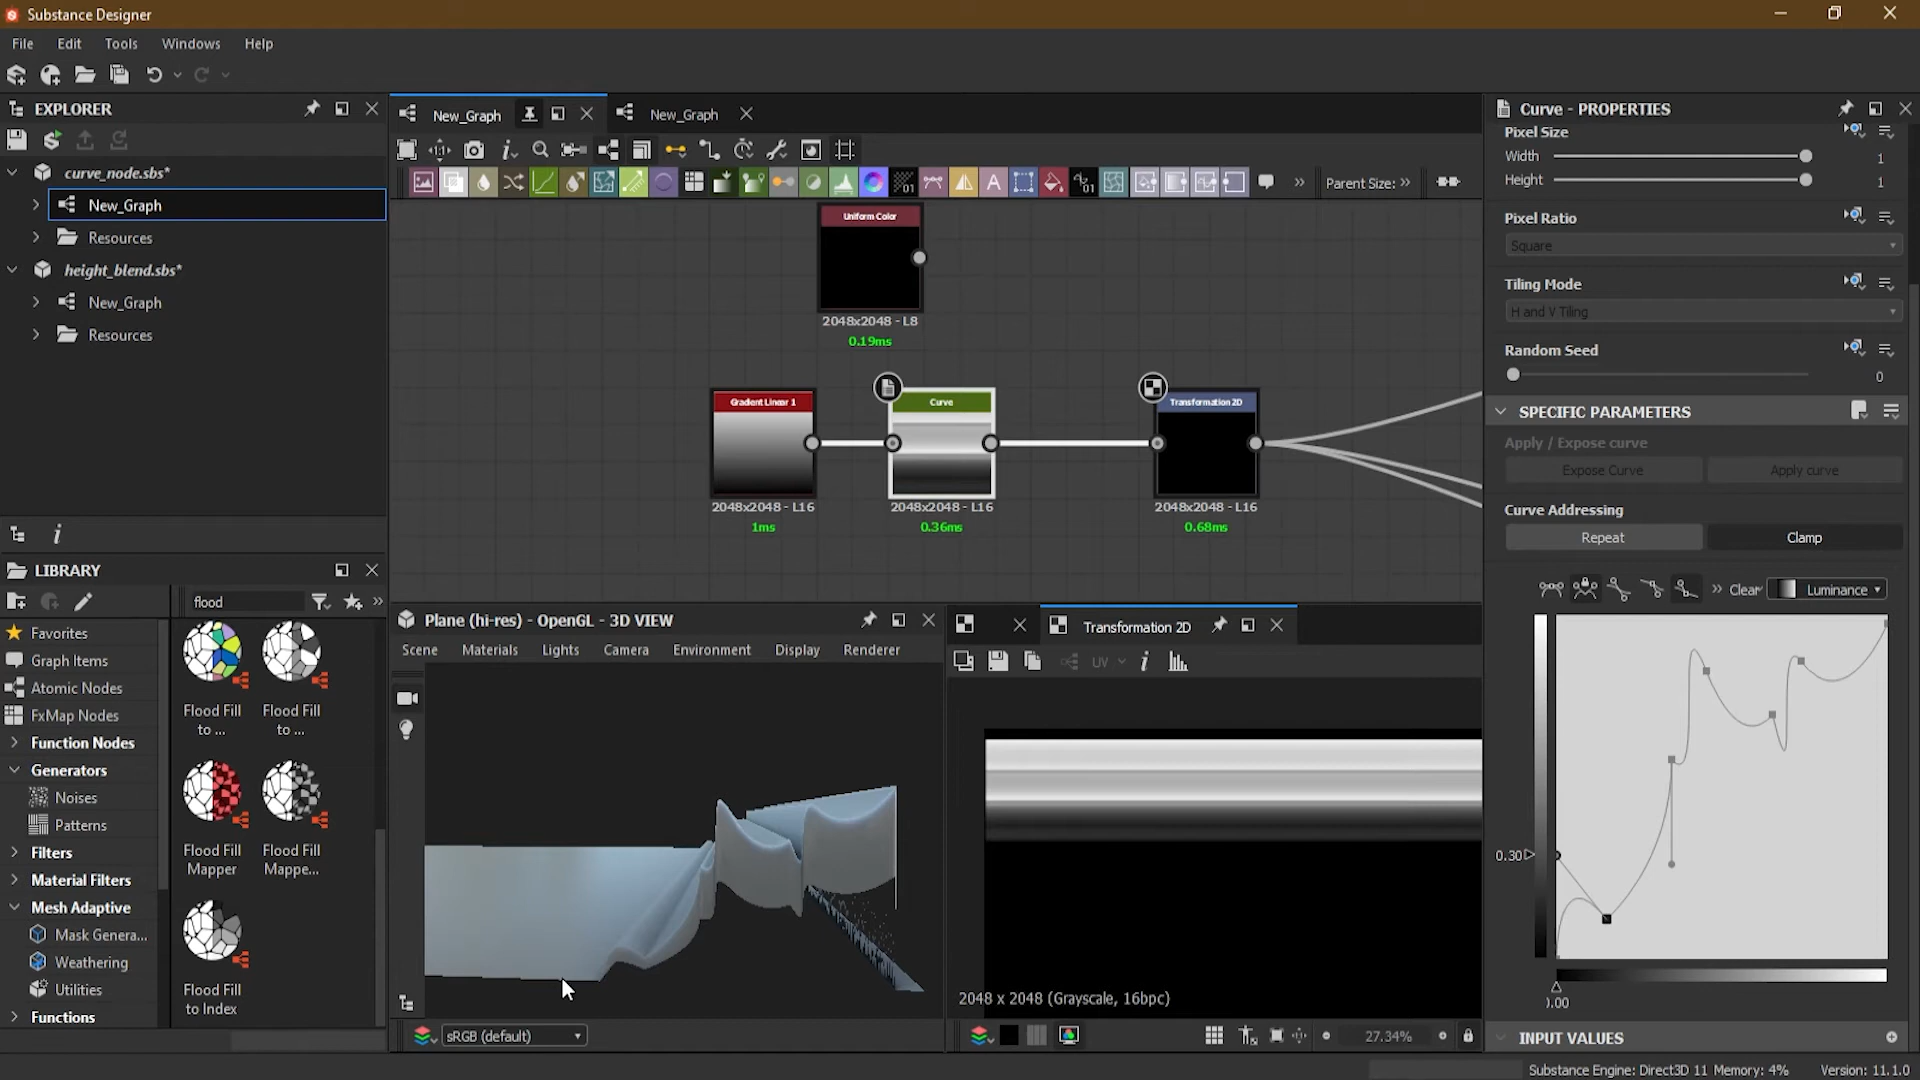 Substance Designer
File Edit Tools Windows Help
EXPLORER
curve_node.sbs*
New_Graph
Resources
height_blend.sbs*
New_Graph
Resources
LIBRARY
flood
Favorites
Graph Items
Atomic Nodes
FxMap Nodes
Function Nodes
Generators
Noises
Patterns
Filters
Material Filters
Mesh Adaptive
Mask Genera...
Weathering
Utilities
Functions
Flood Fill
to ...
Flood Fill
to ...
Flood Fill
Mapper
Flood Fill
Mappe...
Flood Fill
to Index
New_Graph
New_Graph
Parent Size:
Uniform Color
2048x2048 - L8
0.19ms
Gradient Linear 1
2048x2048 - L16
1ms
Curve
2048x2048 - L16
0.36ms
Transformation 2D
2048x2048 - L16
0.68ms
Plane (hi-res) - OpenGL - 3D VIEW
Scene Materials Lights Camera Environment Display Renderer
sRGB (default)
Transformation 2D
UV
2048 x 2048 (Grayscale, 16bpc)
27.34%
Curve - PROPERTIES
Pixel Size
Width 1
Height 1
Pixel Ratio
Square
Tiling Mode
H and V Tiling
Random Seed
0
SPECIFIC PARAMETERS
Apply / Expose curve
Expose Curve Apply curve
Curve Addressing
Repeat Clamp
Clear Luminance
0.30
0.00
INPUT VALUES
Substance Engine: Direct3D 11 Memory: 4% Version: 11.1.0